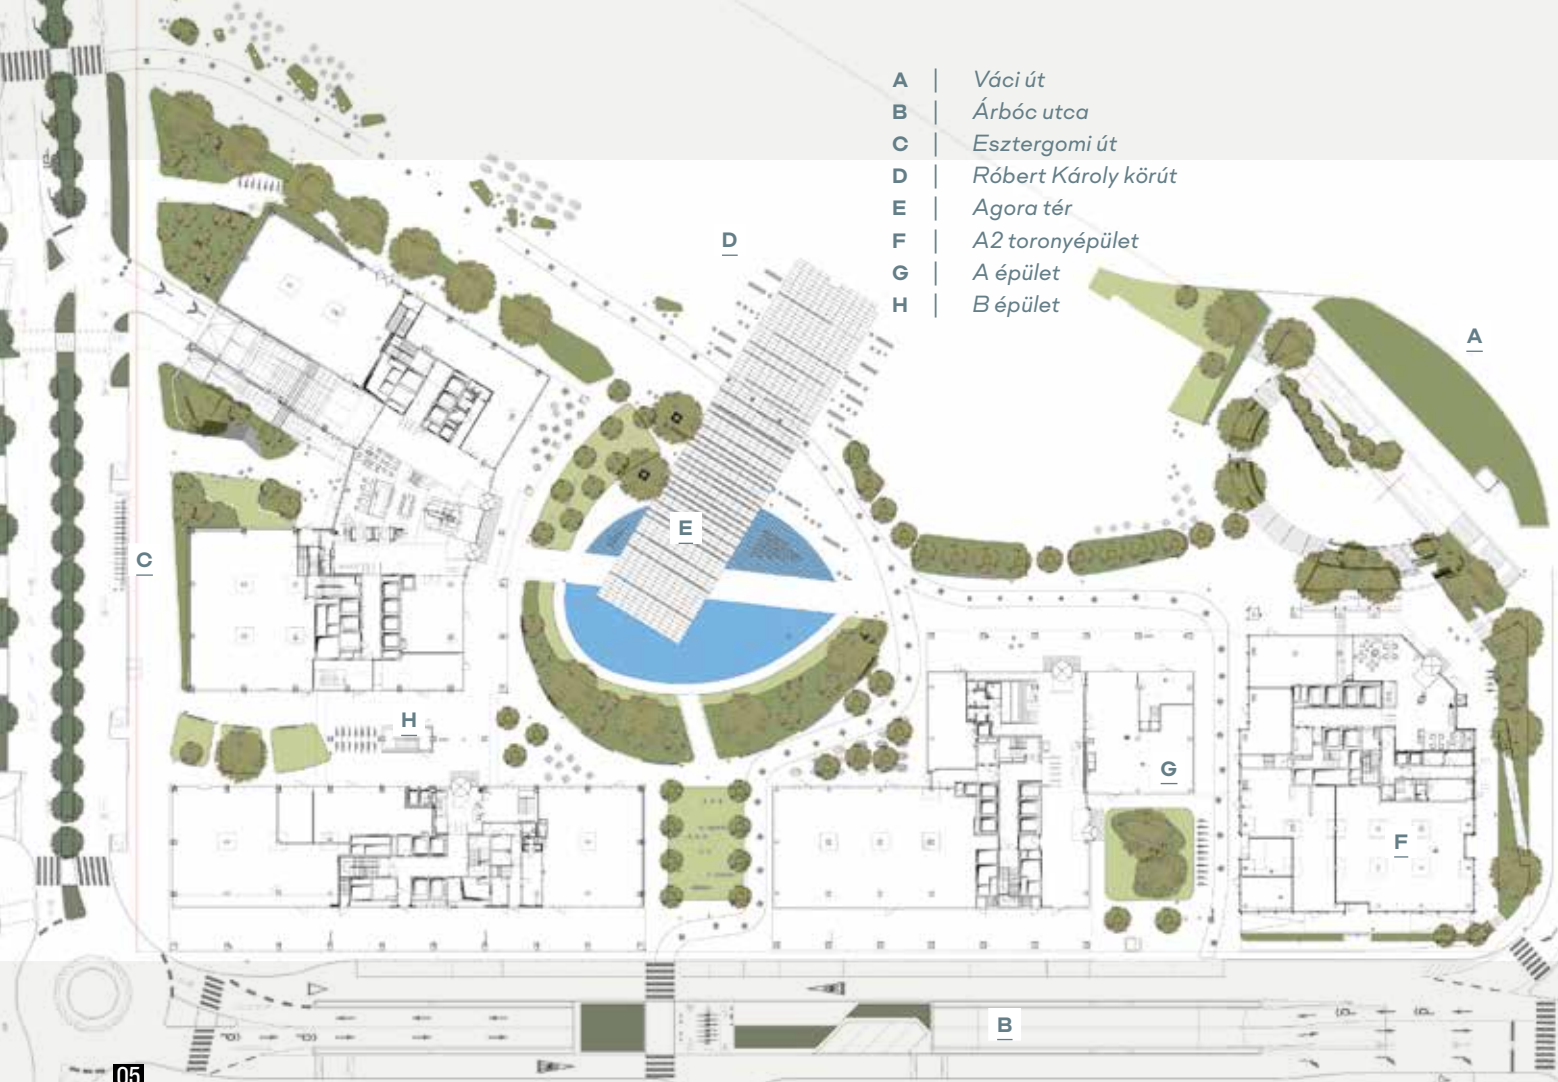 A | Váci út
B | Árbóc utca
C | Esztergomi út
D | Róbert Károly körút
E | Agora tér
F | A2 toronyépület
G | A épület
H | B épület
D
A
E
C
H
G
F
B
05